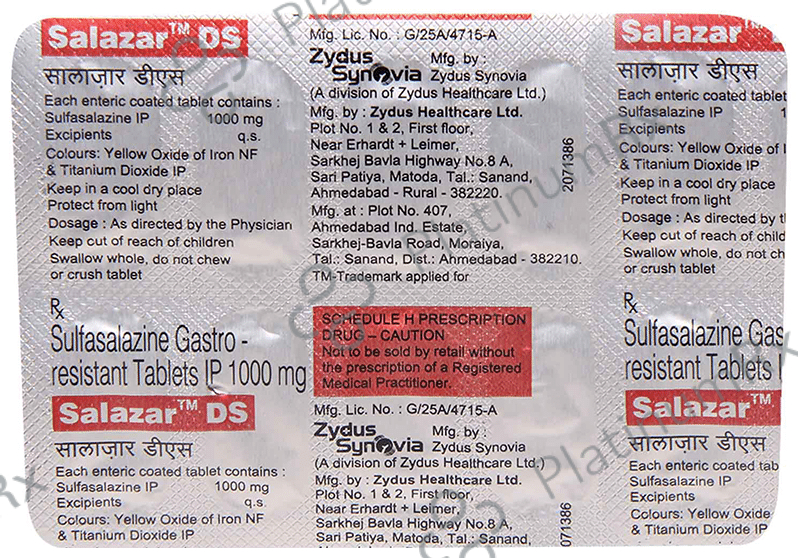 Salazar™ DS
सालाज़ार डीएस
Each enteric coated tablet contains :
Sulfasalazine IP 1000 mg
Excipients q.s.
Colours: Yellow Oxide of Iron NF
& Titanium Dioxide IP
Keep in a cool dry place
Protect from light
Dosage : As directed by the Physician
Keep out of reach of children
Swallow whole, do not chew
or crush tablet
Rx
Sulfasalazine Gastro -
resistant Tablets IP 1000 mg
Salazar™ DS
सालाज़ार डीएस
Each enteric coated tablet contains :
Sulfasalazine IP 1000 mg
Excipients q.s.
Colours: Yellow Oxide of Iron NF
& Titanium Dioxide IP
Mfg. Lic. No. : G/25A/4715-A
Zydus
Synovia
Mfg. by :
Zydus Synovia
(A division of Zydus Healthcare Ltd.)
Mfg. by : Zydus Healthcare Ltd.
Plot No. 1 & 2, First floor,
Near Erhardt + Leimer,
Sarkhej Bavla Highway No.8 A,
Sari Patiya, Matoda, Tal.: Sanand,
Ahmedabad - Rural - 382220.
Mfg. at : Plot No. 407,
Ahmedabad Ind. Estate,
Sarkhej-Bavla Road, Moraiya,
Tal.: Sanand, Dist.: Ahmedabad - 382210.
TM-Trademark applied for
2071386
SCHEDULE H PRESCRIPTION
DRUG – CAUTION
Not to be sold by retail without
the prescription of a Registered
Medical Practitioner.
Mfg. Lic. No. : G/25A/4715-A
Zydus
Synovia
Mfg. by :
Zydus Synovia
(A division of Zydus Healthcare Ltd.)
Mfg. by : Zydus Healthcare Ltd.
Plot No. 1 & 2, First floor,
Near Erhardt + Leimer,
Sarkhej Bavla Highway No.8 A,
Sari Patiya, Matoda, Tal.: Sanand,
071386
Salazar™ DS
सालाज़ार डीएस
Each enteric coated tablet
Sulfasalazine IP 1
Excipients
Colours: Yellow Oxide of I
& Titanium Dioxide IP
Keep in a cool dry place
Protect from light
Dosage : As directed by th
Keep out of reach of child
Swallow whole, do not che
or crush tablet
Rx
Sulfasalazine Gas
resistant Tablets I
Salazar™
सालाज़ार डीएस
Each enteric coated tab
Sulfasalazine IP
Excipients
Colours: Yellow Oxide
& Titanium Dioxide IP
PlatinumRx
PlatinumRx
Platinum